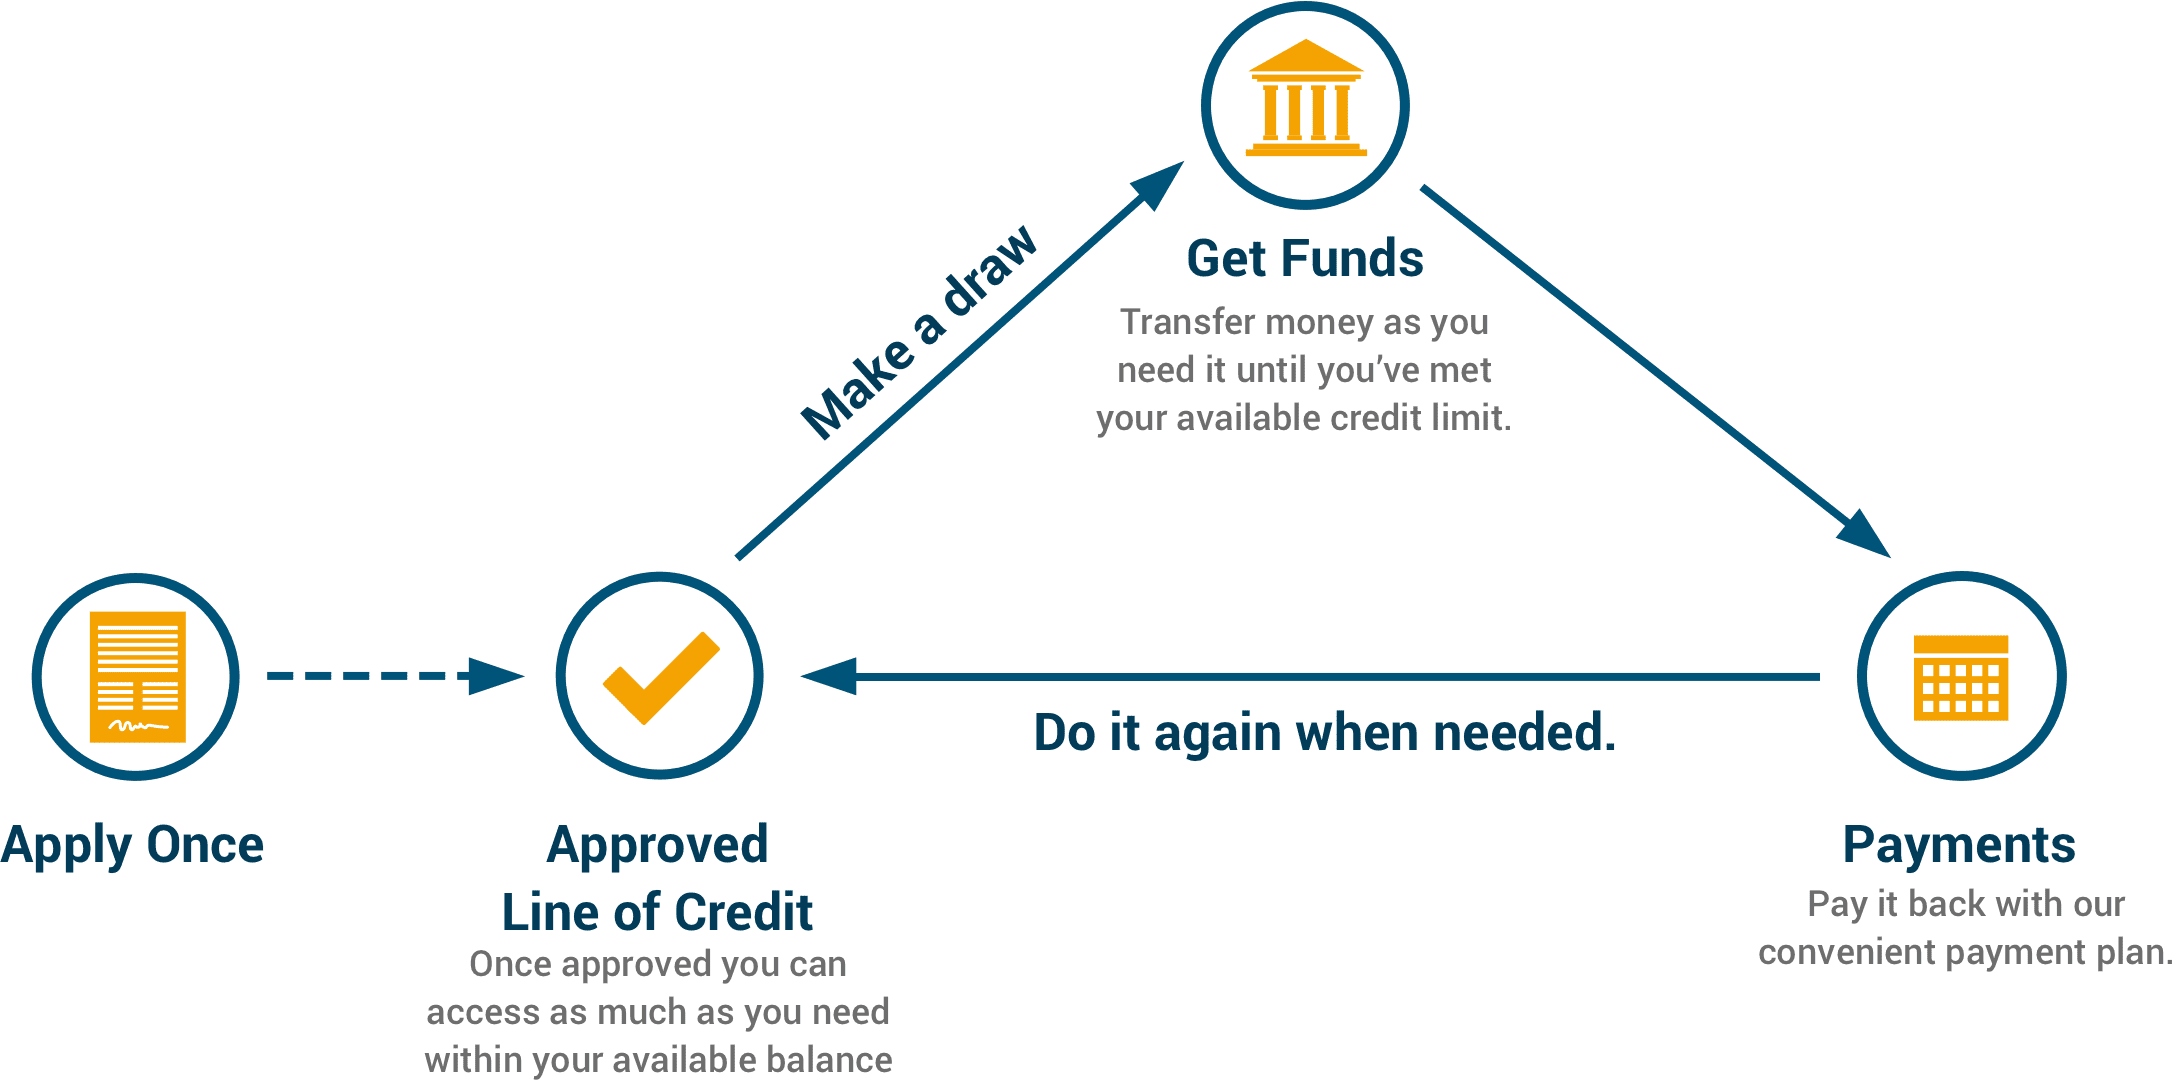 Make a draw
Get Funds
Transfer money as you
need it until you've met
your available credit limit.
Do it again when needed.
Apply Once
Approved
Line of Credit
Once approved you can
access as much as you need
within your available balance
Payments
Pay it back with our
convenient payment plan.